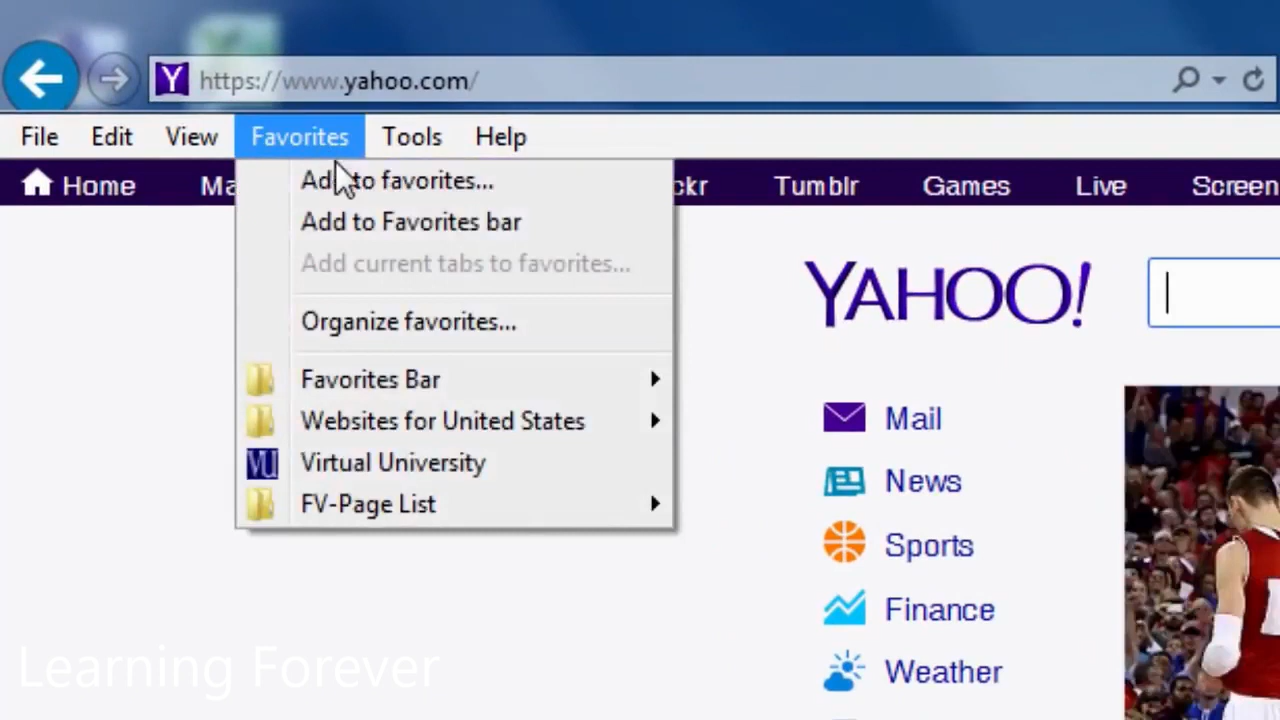 https://www.yahoo.com/
File Edit View Favorites Tools Help
Home Tumblr Games Live Screen
Add to favorites...
Add to Favorites bar
Add current tabs to favorites...
Organize favorites...
Favorites Bar
Websites for United States
VU Virtual University
FV-Page List
YAHOO!
Mail
News
Sports
Finance
Weather
Learning Forever